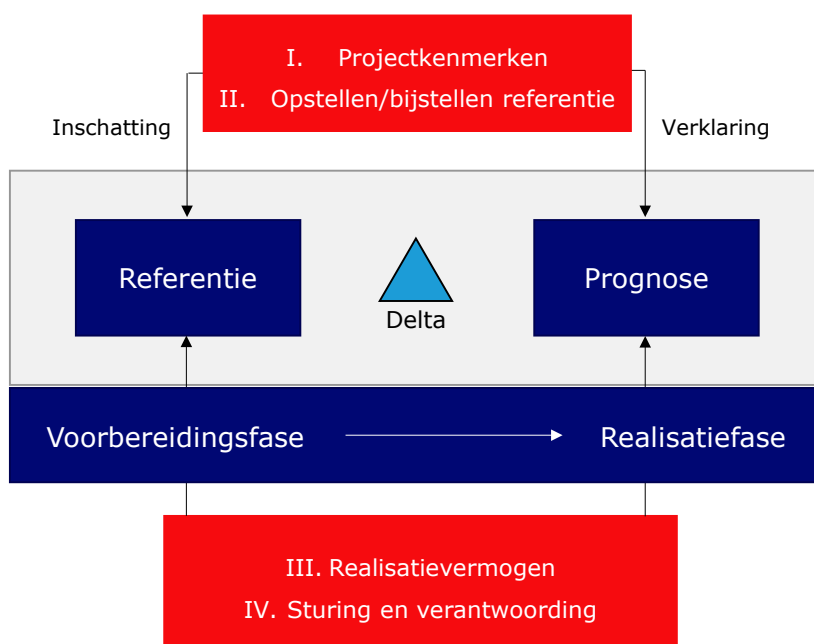 I. Projectkenmerken
II. Opstellen/bijstellen referentie
Inschatting
Verklaring
Referentie
Prognose
Delta
Voorbereidingsfase
Realisatiefase
III. Realisatievermogen
IV. Sturing en verantwoording